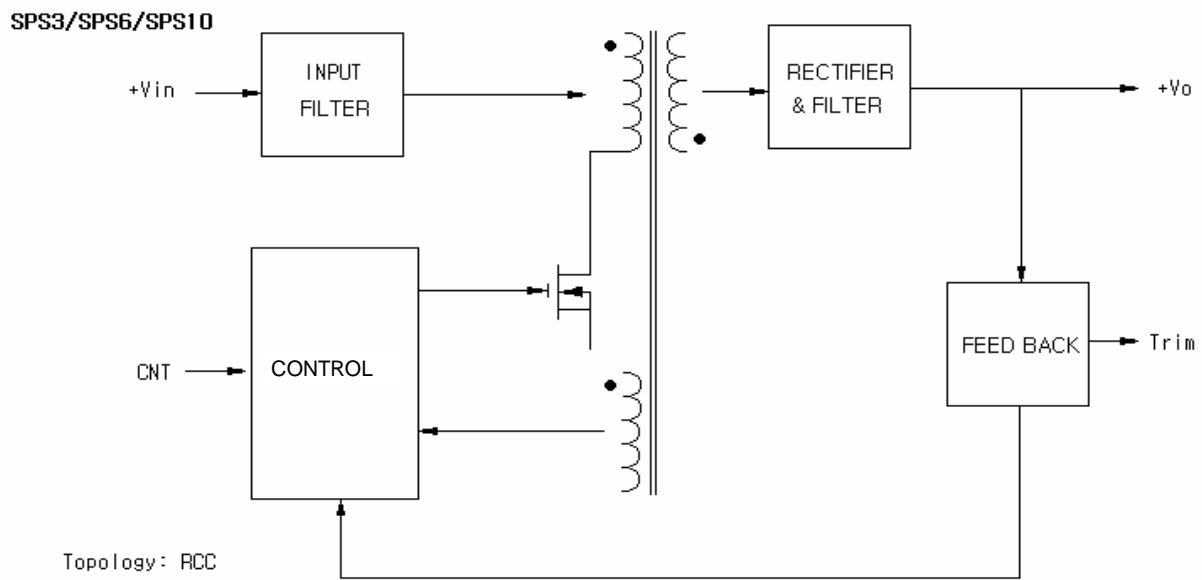 SPS3/SPS6/SPS10
+Vin
INPUT
FILTER
RECTIFIER
& FILTER
+Vo
CNT
CONTROL
FEED BACK
Trim
Topology: RCC